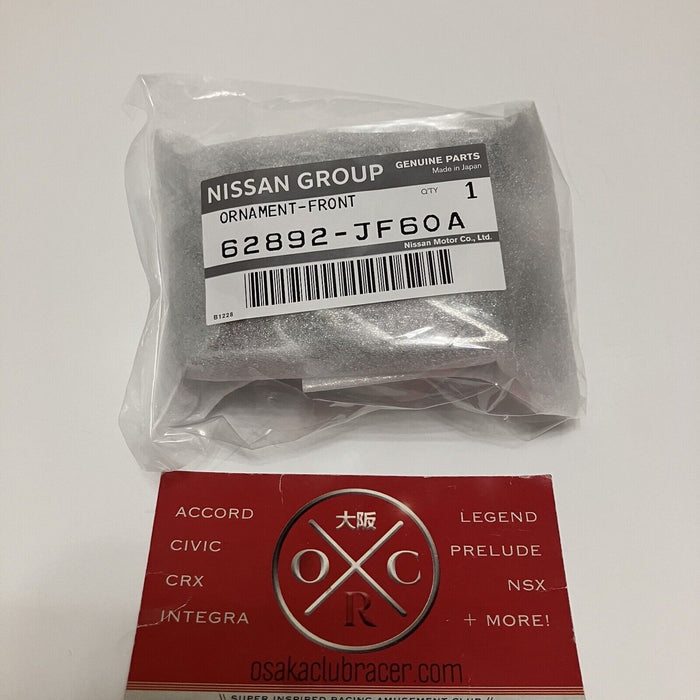 NISSAN GROUP
GENUINE PARTS
Made in Japan
ORNAMENT-FRONT
Q'TY 1
62892-JF60A
Nissan Motor Co., Ltd.
B1228
ACCORD
CIVIC
CRX
INTEGRA
大阪
O C
R
LEGEND
PRELUDE
NSX
+ MORE!
osakaclubracer.com
\\ SUPER INSPIRED RACING AMUSEMENT CLUB //